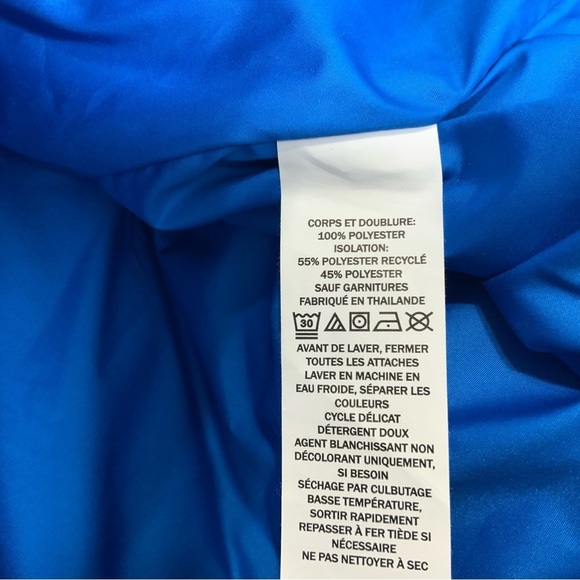 CORPS ET DOUBLURE:
100% POLYESTER
ISOLATION:
55% POLYESTER RECYCLÉ
45% POLYESTER
SAUF GARNITURES
FABRIQUÉ EN THAILANDE
30
AVANT DE LAVER, FERMER
TOUTES LES ATTACHES
LAVER EN MACHINE EN
EAU FROIDE, SÉPARER LES
COULEURS
CYCLE DÉLICAT
DÉTERGENT DOUX
AGENT BLANCHISSANT NON
DÉCOLORANT UNIQUEMENT,
SI BESOIN
SÉCHAGE PAR CULBUTAGE
BASSE TEMPÉRATURE,
SORTIR RAPIDEMENT
REPASSER À FER TIÈDE SI
NÉCESSAIRE
NE PAS NETTOYER À SEC